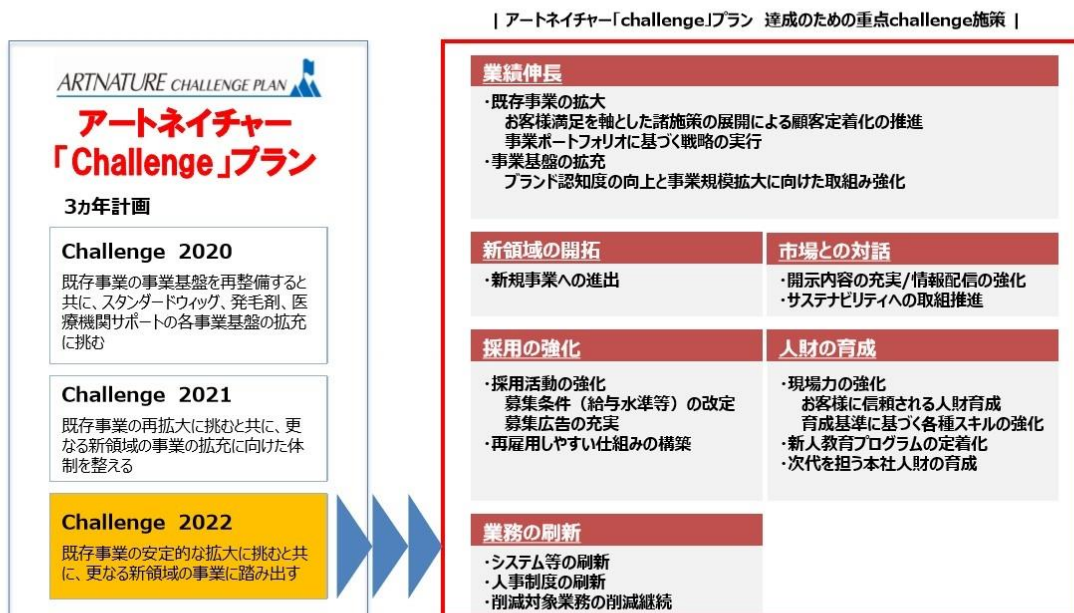 | アートネイチャー「challenge」プラン 達成のための重点challenge施策 |
ARTNATURE CHALLENGE PLAN
アートネイチャー
「Challenge」プラン
3ヵ年計画
Challenge 2020
既存事業の事業基盤を再整備すると
共に、スタンダードウィッグ、発毛剤、医
療機関サポートの各事業基盤の拡充
に挑む
Challenge 2021
既存事業の再拡大に挑むと共に、更
なる新領域の事業の拡充に向けた体
制を整える
Challenge 2022
既存事業の安定的な拡大に挑むと共
に、更なる新領域の事業に踏み出す
業績伸長
・既存事業の拡大
お客様満足を軸とした諸施策の展開による顧客定着化の推進
事業ポートフォリオに基づく戦略の実行
・事業基盤の拡充
ブランド認知度の向上と事業規模拡大に向けた取組み強化
新領域の開拓
・新規事業への進出
市場との対話
・開示内容の充実/情報配信の強化
・サステナビリティへの取組推進
採用の強化
・採用活動の強化
募集条件（給与水準等）の改定
募集広告の充実
・再雇用しやすい仕組みの構築
人財の育成
・現場力の強化
お客様に信頼される人財育成
育成基準に基づく各種スキルの強化
・新人教育プログラムの定着化
・次代を担う本社人財の育成
業務の刷新
・システム等の刷新
・人事制度の刷新
・削減対象業務の削減継続